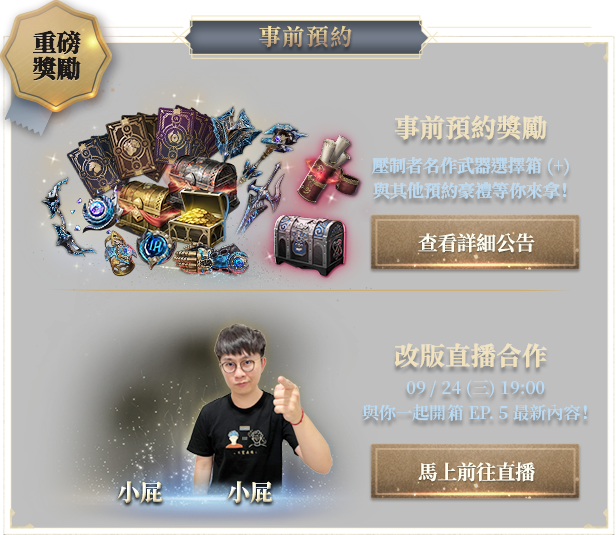 重磅
獎勵
事前預約
事前預約獎勵
壓制者名作武器選擇箱 (+)
與其他預約豪禮等你來拿!
查看詳細公告
改版直播合作
09 / 24 (三) 19:00
與你一起開箱 EP. 5 最新內容!
馬上前往直播
小屁
小屁